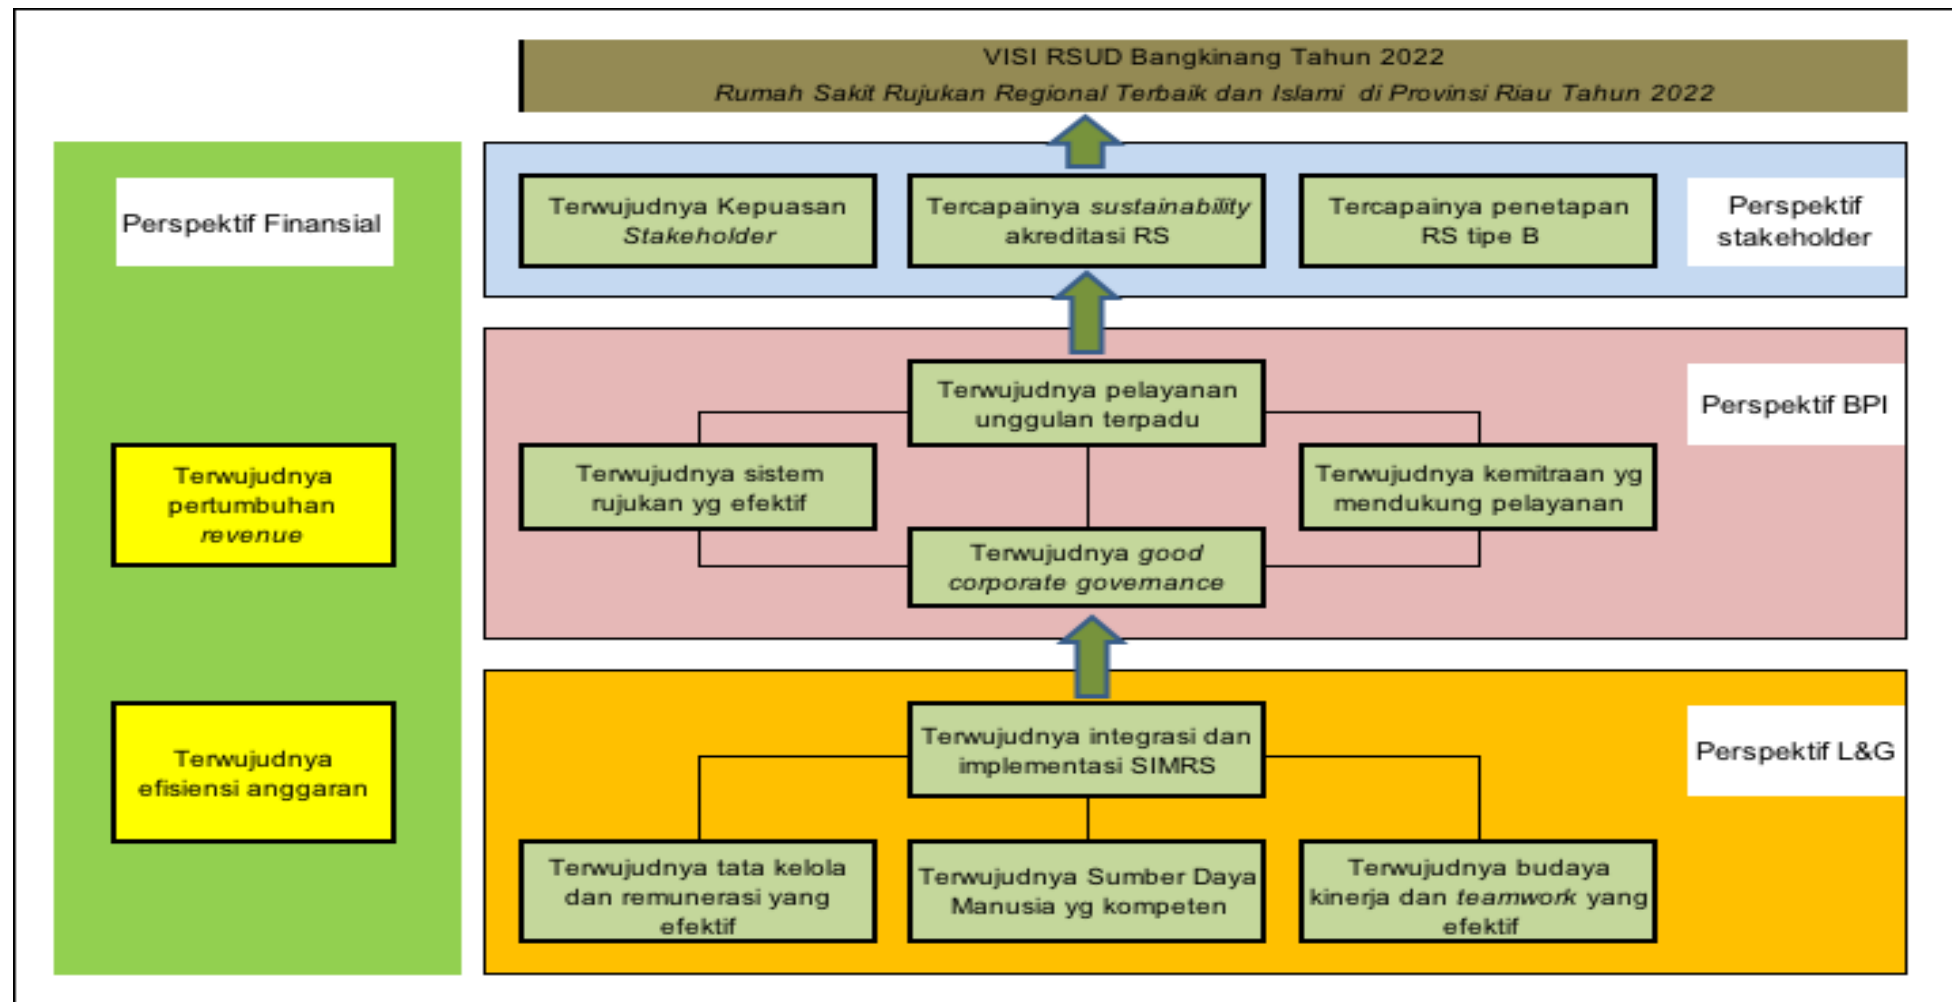 VISI RSUD Bangkinang Tahun 2022
Rumah Sakit Rujukan Regional Terbaik dan Islami di Provinsi Riau Tahun 2022
Perspektif Finansial
Terwujudnya
pertumbuhan
revenue
Terwujudnya
efisiensi anggaran
Terwujudnya Kepuasan
Stakeholder
Tercapainya sustainability
akreditasi RS
Tercapainya penetapan
RS tipe B
Perspektif
stakeholder
Terwujudnya pelayanan
unggulan terpadu
Perspektif BPI
Terwujudnya sistem
rujukan yg efektif
Terwujudnya kemitraan yg
mendukung pelayanan
Terwujudnya good
corporate governance
Terwujudnya integrasi dan
implementasi SIMRS
Perspektif L&G
Terwujudnya tata kelola
dan remunerasi yang
efektif
Terwujudnya Sumber Daya
Manusia yg kompeten
Terwujudnya budaya
kinerja dan teamwork yang
efektif